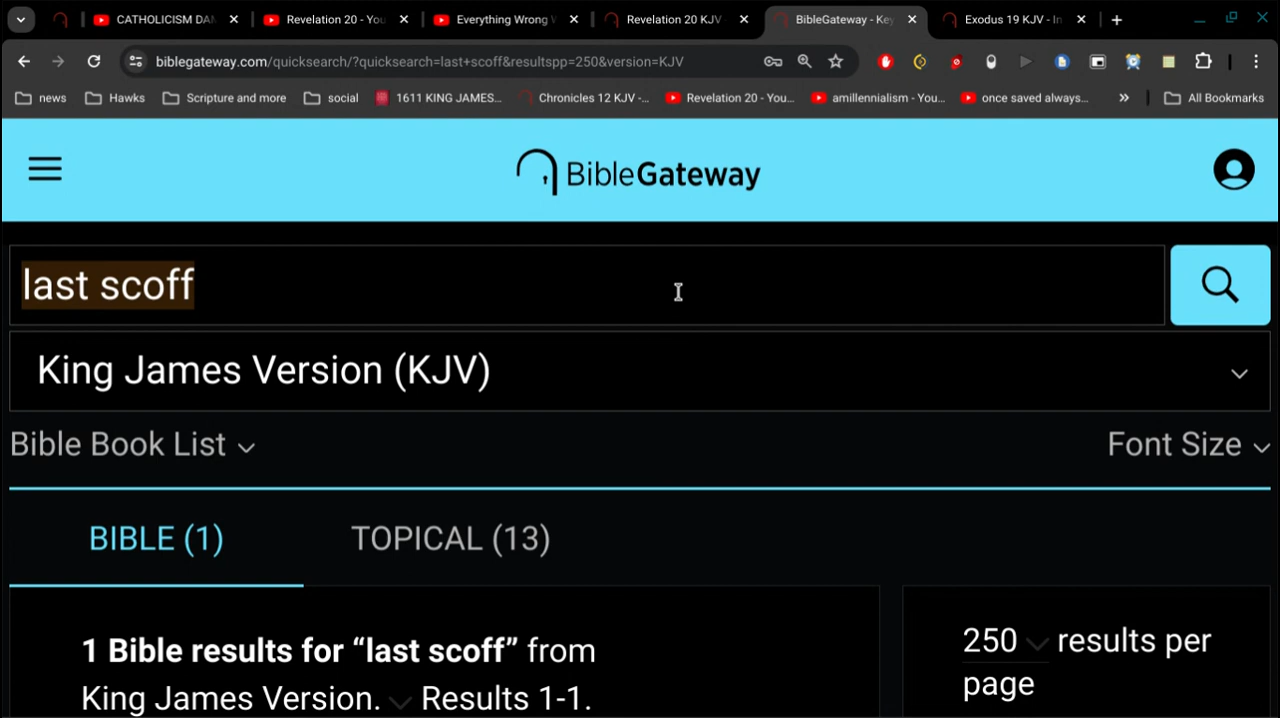 CATHOLICISM DAM
Revelation 20 - You
Everything Wrong W
Revelation 20 KJV
BibleGateway - Key
Exodus 19 KJV - In
biblegateway.com/quicksearch/?quicksearch=last+scoff&resultspp=250&version=KJV
news
Hawks
Scripture and more
social
1611 KING JAMES...
Chronicles 12 KJV -...
Revelation 20 - You...
amillennialism - You...
once saved always...
All Bookmarks
BibleGateway
last scoff
King James Version (KJV)
Bible Book List
Font Size
BIBLE (1)
TOPICAL (13)
1 Bible results for “last scoff” from
King James Version. Results 1-1.
250 results per
page